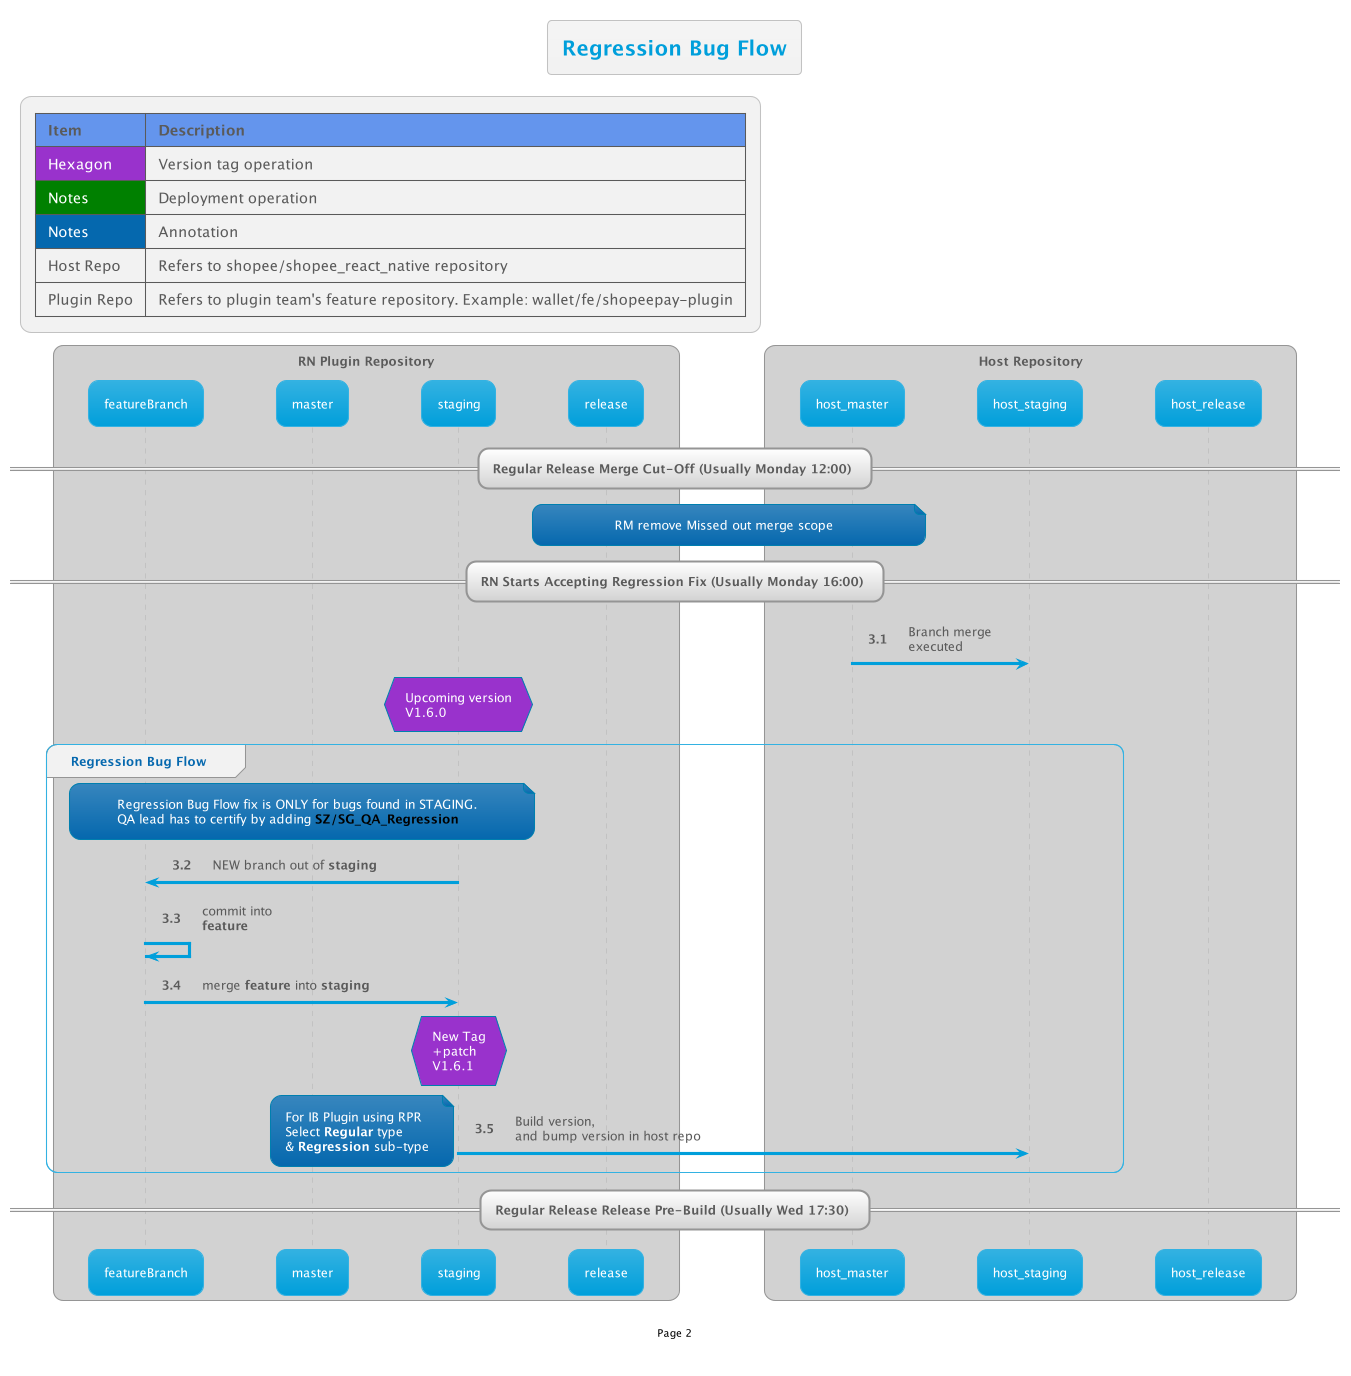 Regression Bug Flow
Item Description
Hexagon Version tag operation
Notes Deployment operation
Notes Annotation
Host Repo Refers to shopee/shopee_react_native repository
Plugin Repo Refers to plugin team's feature repository. Example: wallet/fe/shopeepay-plugin
RN Plugin Repository Host Repository
featureBranch master staging release host_master host_staging host_release
Regular Release Merge Cut-Off (Usually Monday 12:00)
RM remove Missed out merge scope
RN Starts Accepting Regression Fix (Usually Monday 16:00)
3.1 Branch merge
executed
Upcoming version
V1.6.0
Regression Bug Flow
Regression Bug Flow fix is ONLY for bugs found in STAGING.
QA lead has to certify by adding SZ/SG_QA_Regression
3.2 NEW branch out of staging
3.3 commit into
feature
3.4 merge feature into staging
New Tag
+patch
V1.6.1
For IB Plugin using RPR
Select Regular type
& Regression sub-type
3.5 Build version,
and bump version in host repo
Regular Release Release Pre-Build (Usually Wed 17:30)
featureBranch master staging release host_master host_staging host_release
Page 2